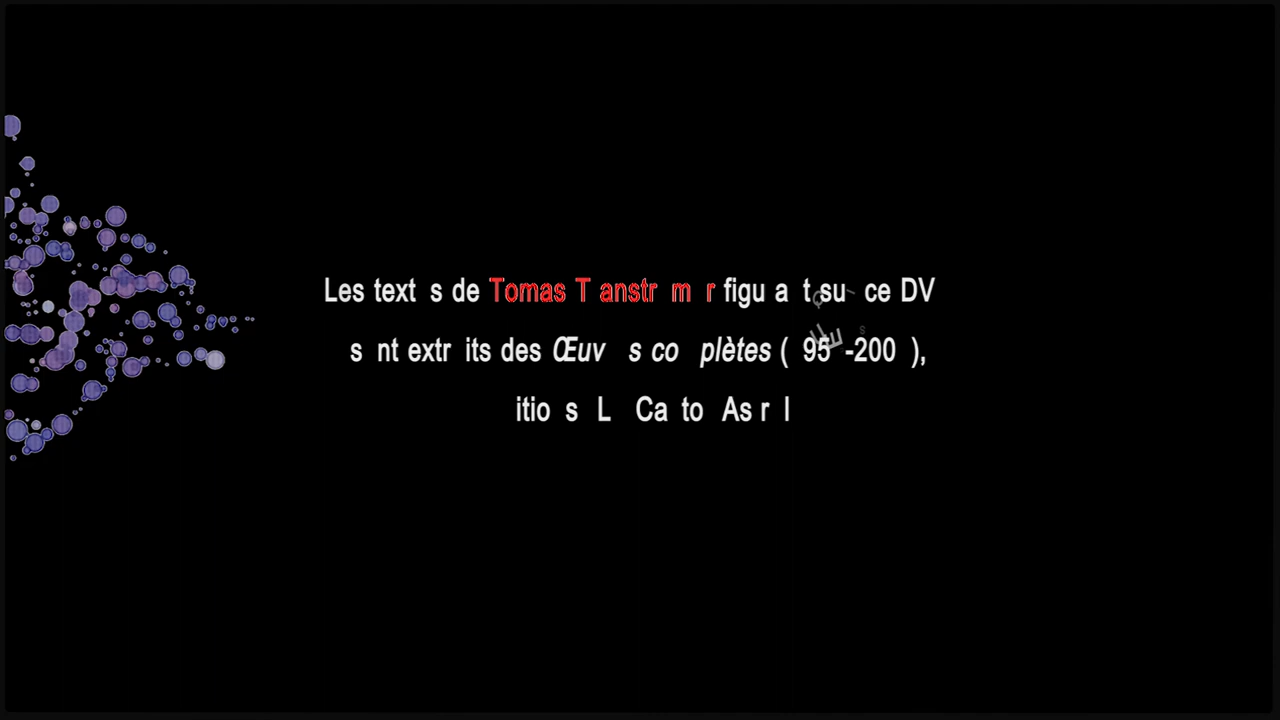 Les text s de Tomas T anstr m r figu a t su ce DV
s nt extr its des Œuv s co plètes ( 95 -200 ),
itio s L Ca to As r l